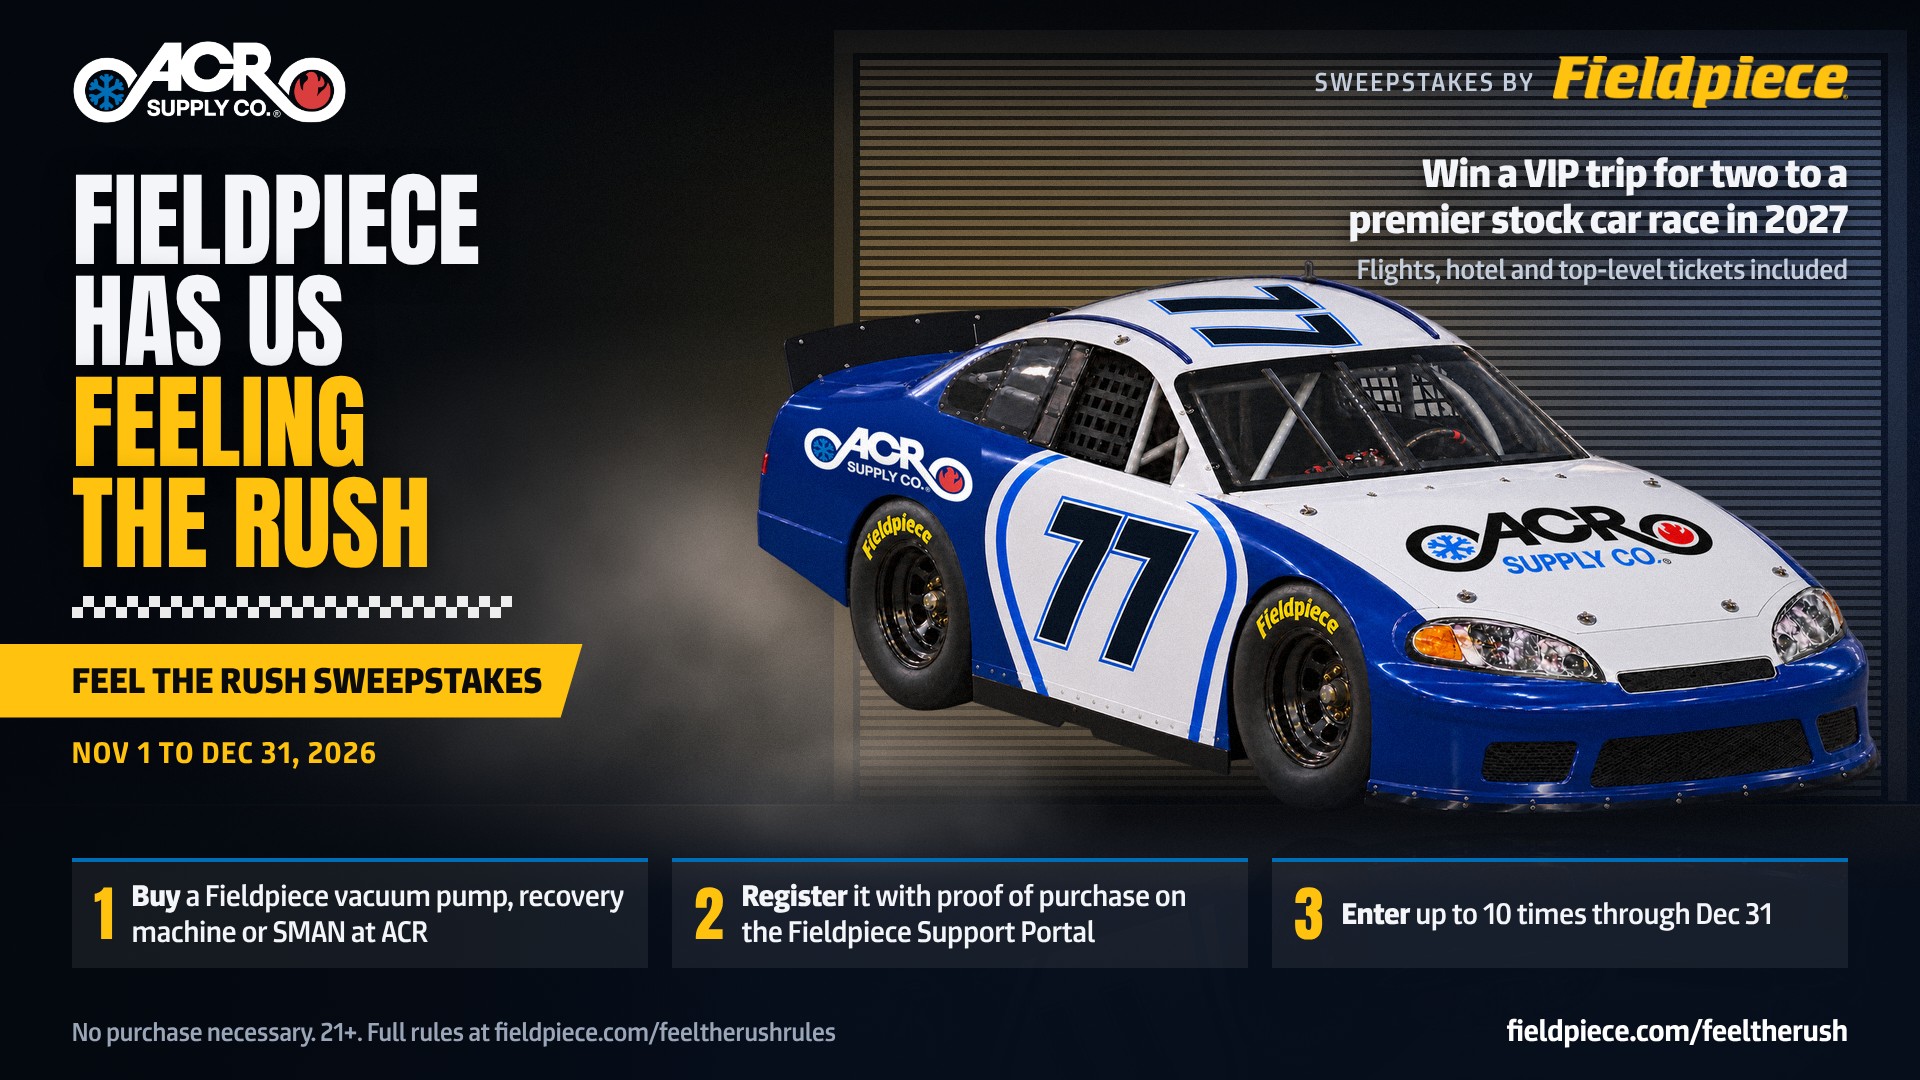 ACR
SUPPLY CO.®
SWEEPSTAKES BY Fieldpiece
FIELDPIECE
HAS US
FEELING
THE RUSH
FEEL THE RUSH SWEEPSTAKES
NOV 1 TO DEC 31, 2026
Win a VIP trip for two to a
premier stock car race in 2027
Flights, hotel and top-level tickets included
77
ACR
SUPPLY CO.
Fieldpiece
77
Fieldpiece
ACR
SUPPLY CO.®
1 Buy a Fieldpiece vacuum pump, recovery
machine or SMAN at ACR
2 Register it with proof of purchase on
the Fieldpiece Support Portal
3 Enter up to 10 times through Dec 31
No purchase necessary. 21+. Full rules at fieldpiece.com/feeltherushrules
fieldpiece.com/feeltherush